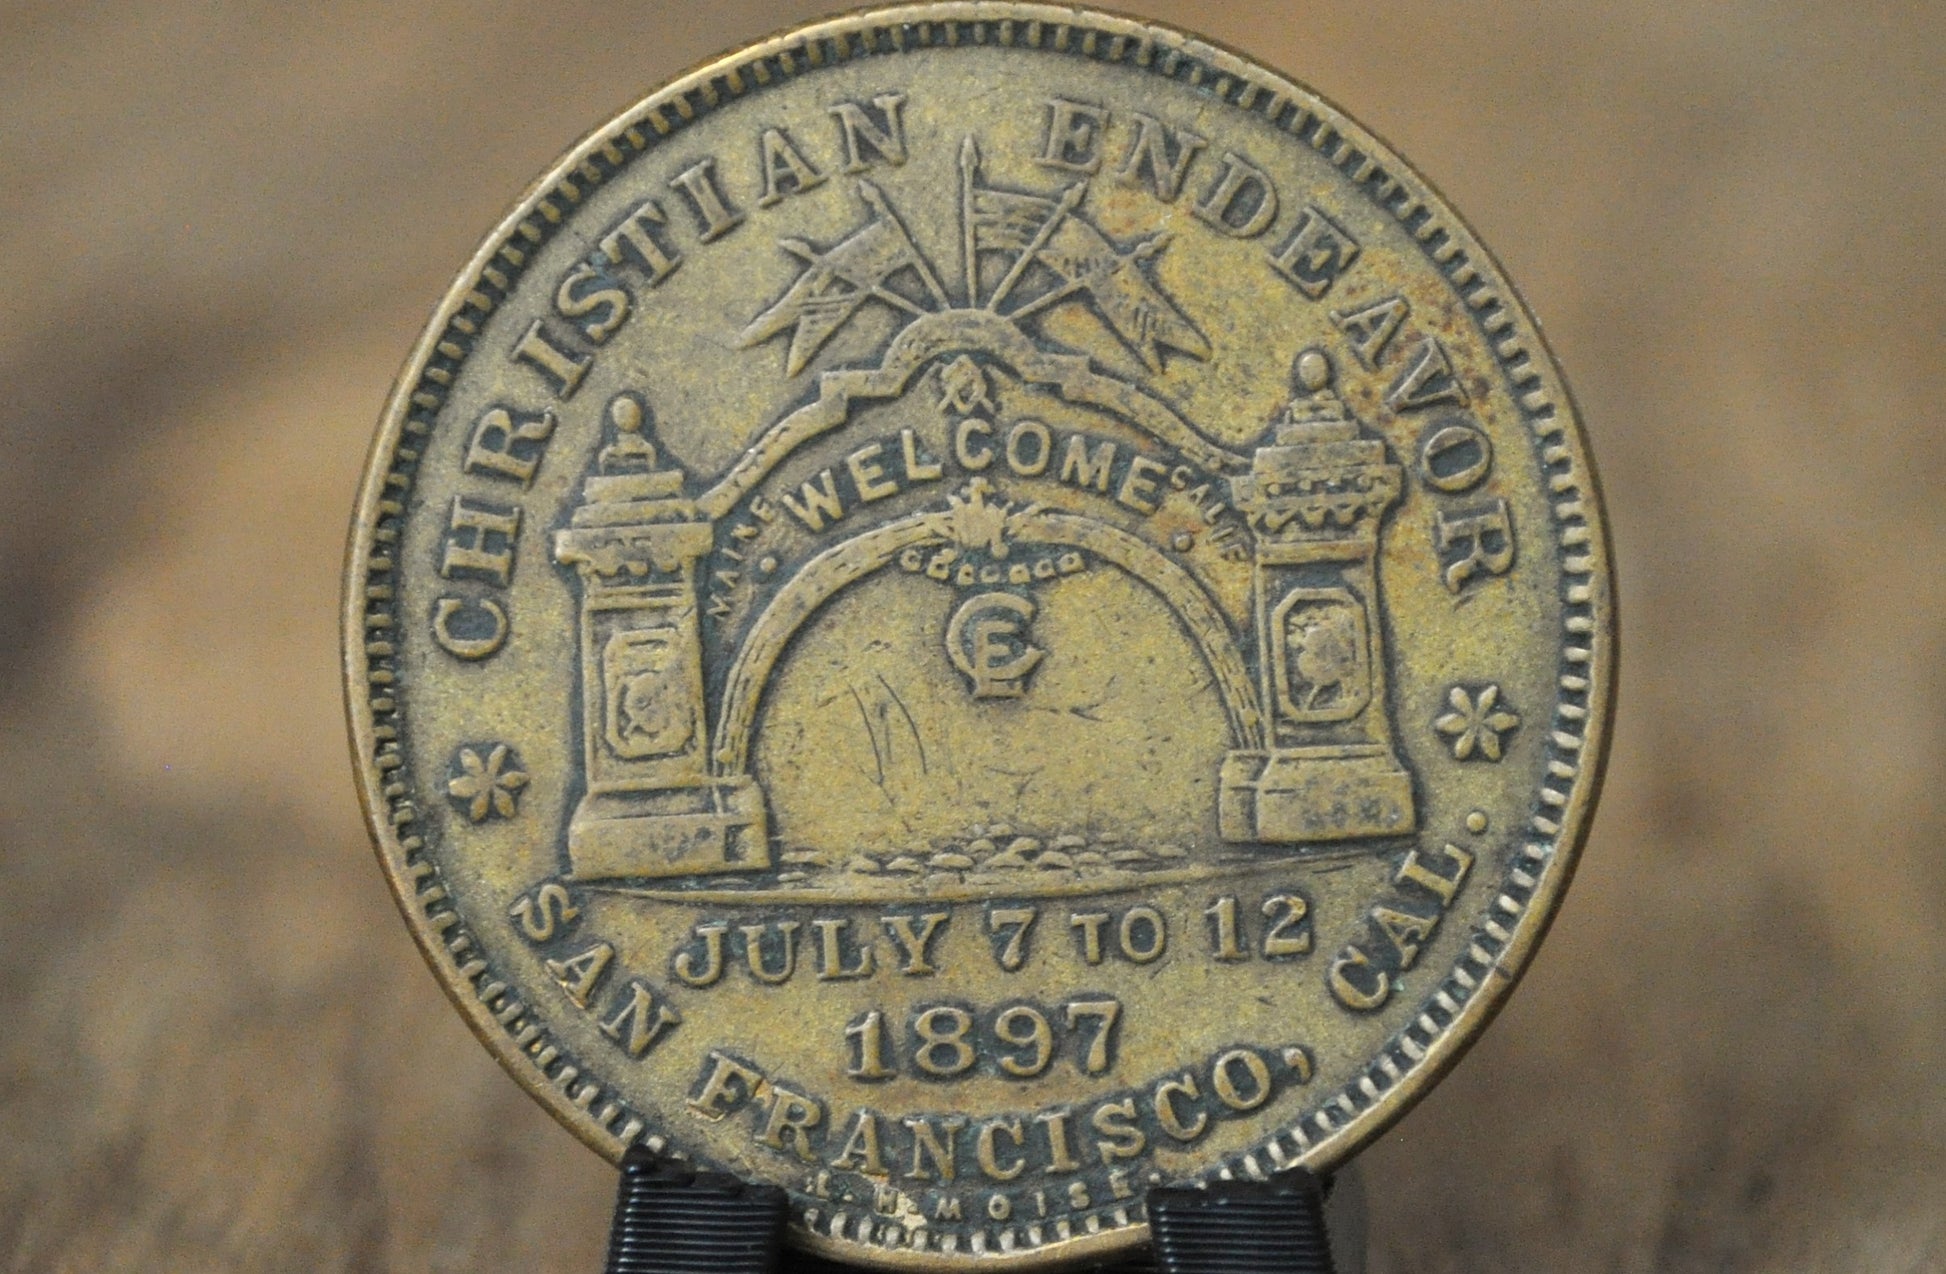 CHRISTIAN ENDEAVOR
WELCOME
MAINE
CALIF
CE
JULY 7 TO 12
1897
SAN FRANCISCO, CAL.
L. H. MOISE